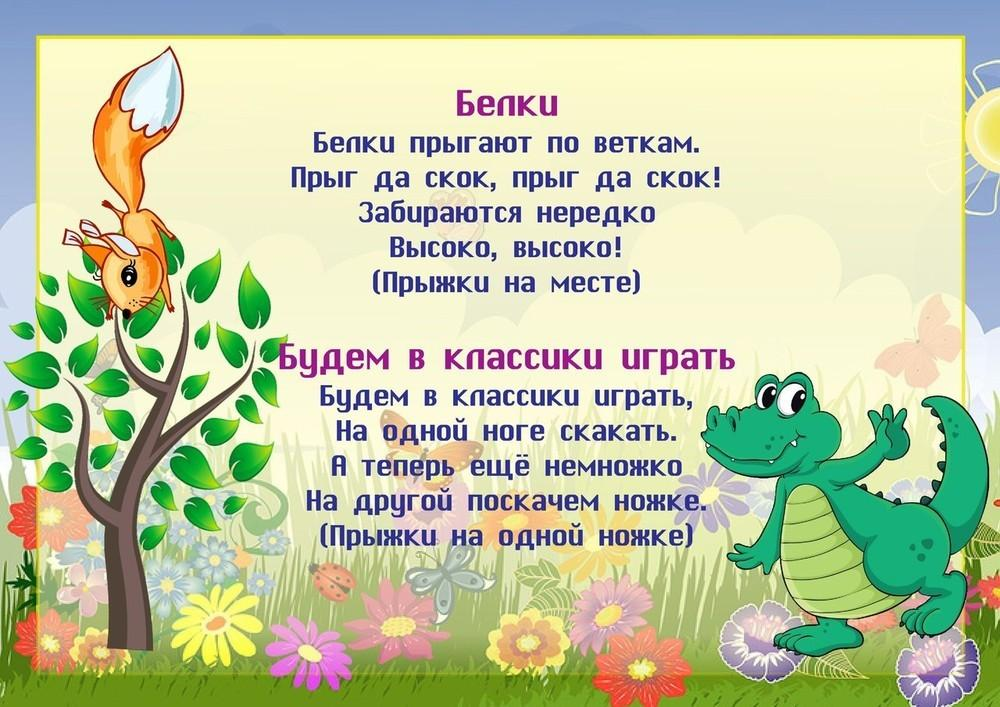 Белки
Белки прыгают по веткам.
Прыг да скок, прыг да скок!
Забираются нередко
Высоко, высоко!
(Прыжки на месте)
Будем в классики играть
Будем в классики играть,
На одной ноге скакать.
А теперь ещё немножко
На другой поскачем ножке.
(Прыжки на одной ножке)